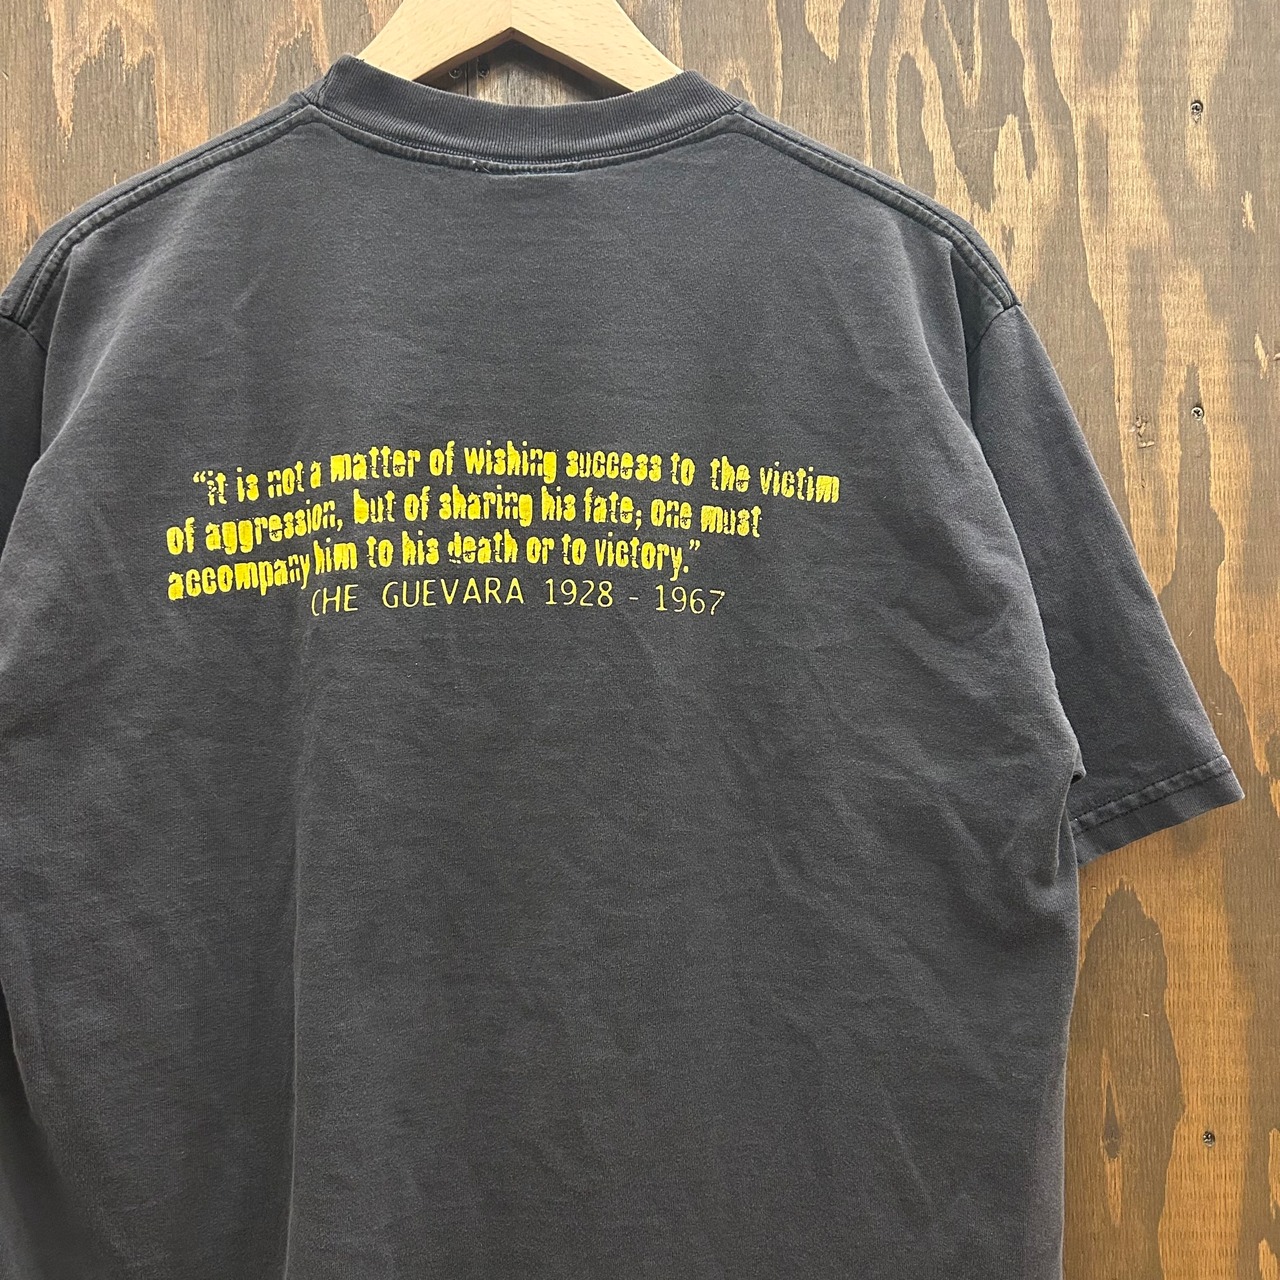 “it is not a matter of wishing success to the victim
of aggression, but of sharing his fate; one must
accompany him to his death or to victory.”
CHE GUEVARA 1928 - 1967